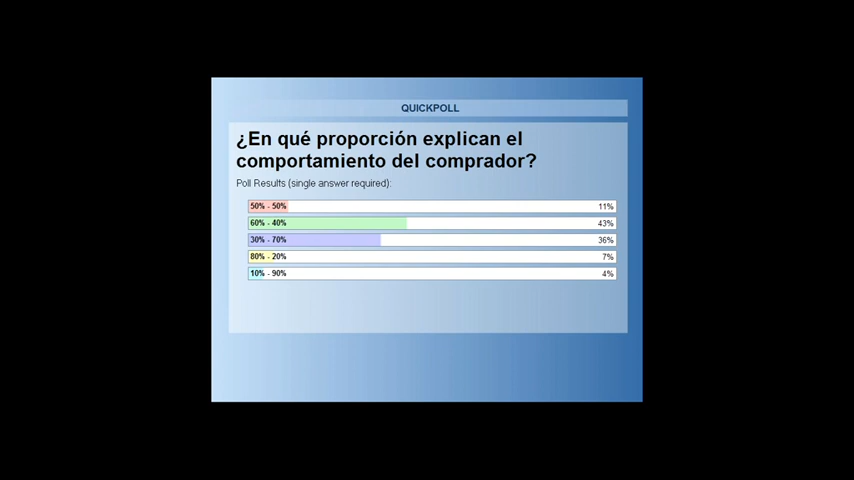 QUICKPOLL
¿En qué proporción explican el
comportamiento del comprador?
Poll Results (single answer required):
50% - 50% 11%
60% - 40% 43%
30% - 70% 36%
80% - 20% 7%
10% - 90% 4%